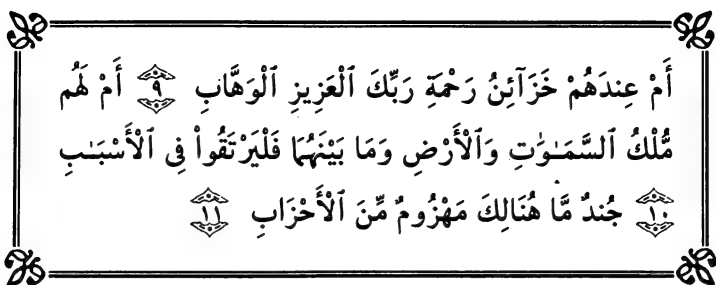 أَمْ عِندَهُمْ خَزَآئِنُ رَحْمَةِ رَبِّكَ ٱلْعَزِيزِ ٱلْوَهَّابِ ٩ أَمْ لَهُم
مُّلْكُ ٱلسَّمَـٰوَٰتِ وَٱلْأَرْضِ وَمَا بَيْنَهُمَا فَلْيَرْتَقُوا۟ فِى ٱلْأَسْبَـٰبِ
١٠ جُندٌ مَّا هُنَالِكَ مَهْزُومٌ مِّنَ ٱلْأَحْزَابِ ١١